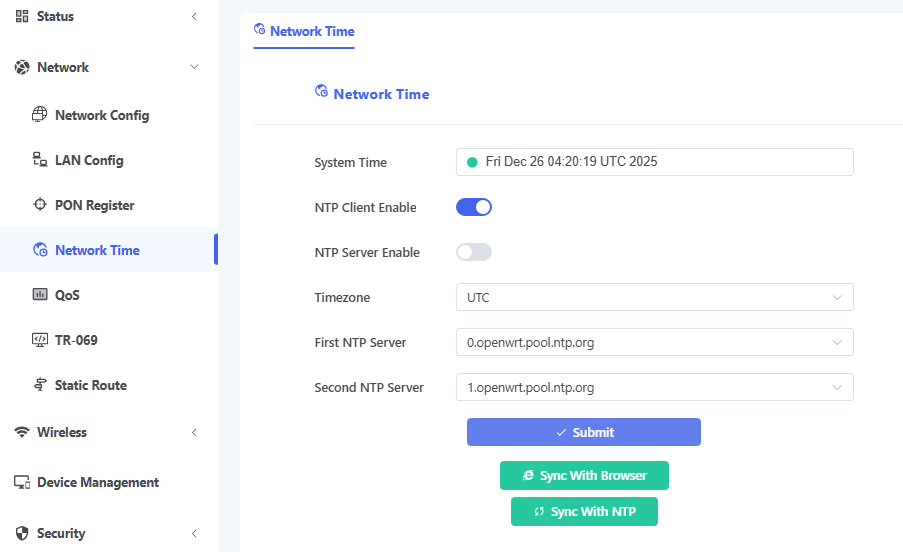 Status
Network
Network Config
LAN Config
PON Register
Network Time
QoS
TR-069
Static Route
Wireless
Device Management
Security
Network Time
Network Time
System Time
Fri Dec 26 04:20:19 UTC 2025
NTP Client Enable
NTP Server Enable
Timezone
UTC
First NTP Server
0.openwrt.pool.ntp.org
Second NTP Server
1.openwrt.pool.ntp.org
Submit
Sync With Browser
Sync With NTP